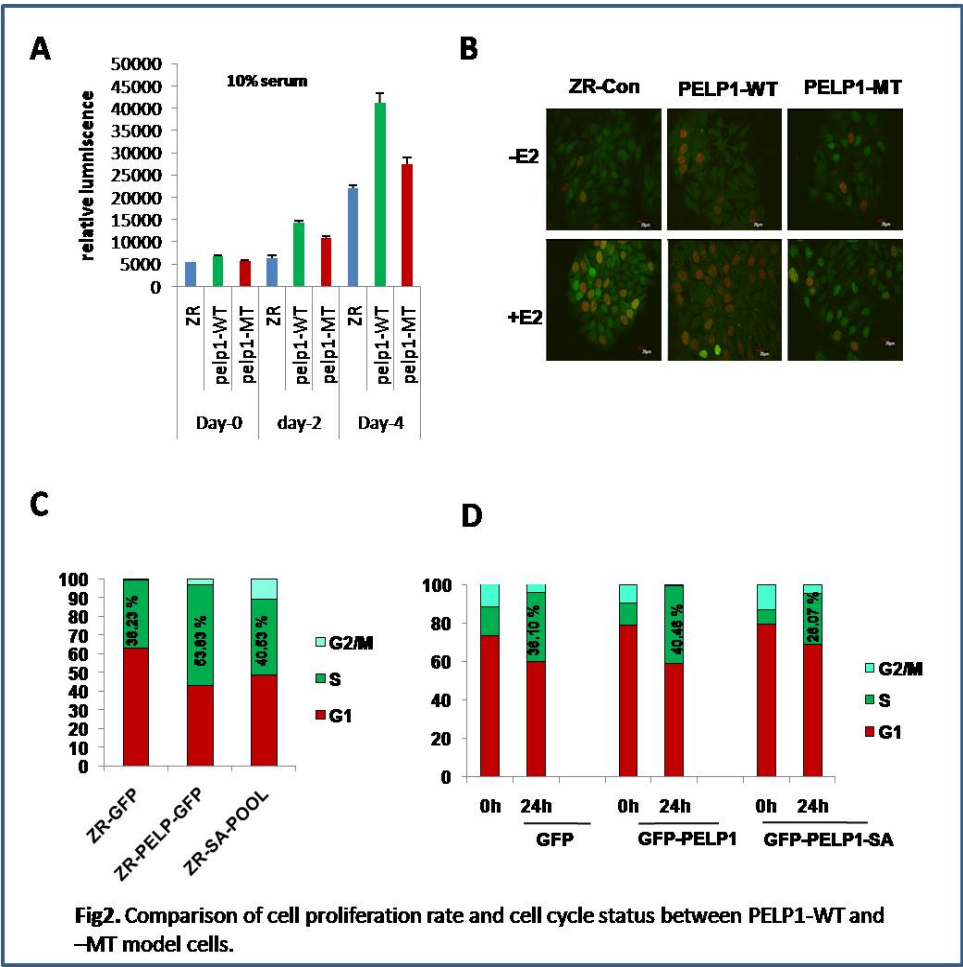 A
50000
45000
40000
35000
30000
25000
20000
15000
10000
5000
0
relative lumniscence
10% serum
ZR
pelp1-WT
pelp1-MT
ZR
pelp1-WT
pelp1-MT
ZR
pelp1-WT
pelp1-MT
Day-0
day-2
Day-4
B
ZR-Con
PELP1-WT
PELP1-MT
-E2
+E2
C
100
90
80
70
60
50
40
30
20
10
0
36.23 %
53.83 %
40.53 %
G2/M
S
G1
ZR-GFP
ZR-PELP-GFP
ZR-SA-POOL
D
100
80
60
40
20
0
36.10 %
40.46 %
26.07 %
G2/M
S
G1
0h
24h
0h
24h
0h
24h
GFP
GFP-PELP1
GFP-PELP1-SA
Fig2. Comparison of cell proliferation rate and cell cycle status between PELP1-WT and
–MT model cells.